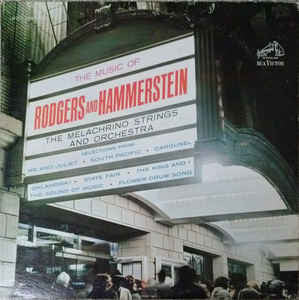 RCA VICTOR
THE MUSIC OF
RODGERS AND HAMMERSTEIN
THE MELACHRINO STRINGS
AND ORCHESTRA
SELECTIONS FROM
ME AND JULIET • SOUTH PACIFIC • CAROUSEL
OKLAHOMA! • STATE FAIR • THE KING AND I
THE SOUND OF MUSIC • FLOWER DRUM SONG